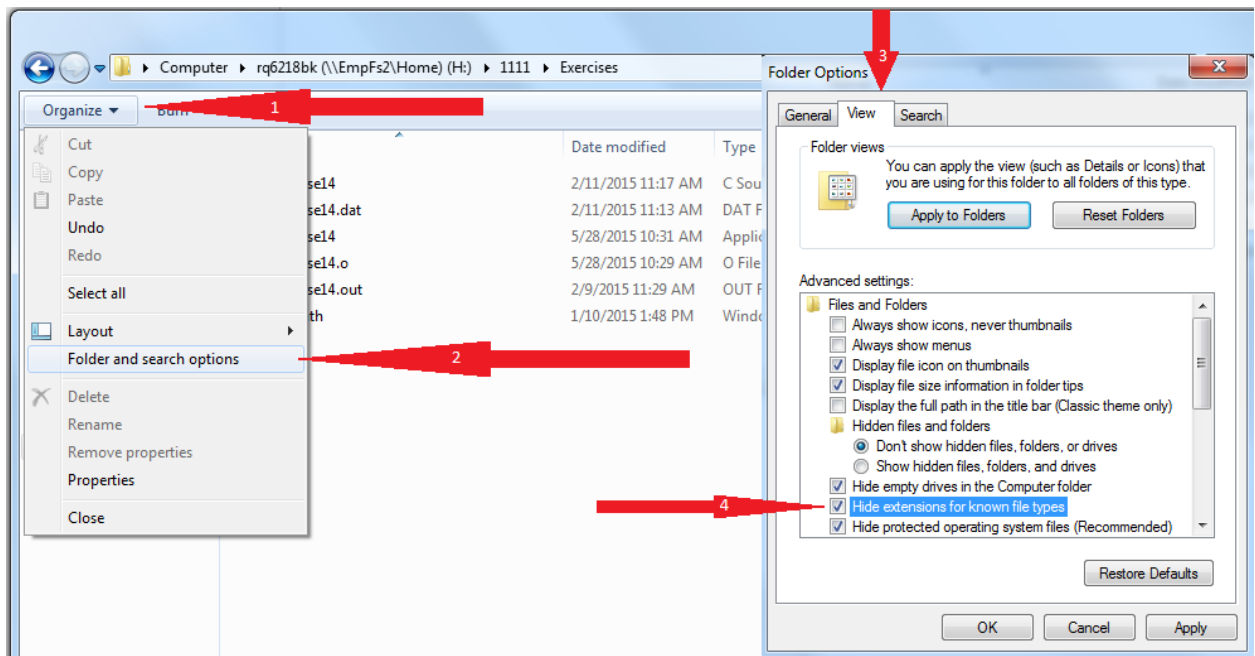 Computer ▸ rq6218bk (\\EmpFs2\Home) (H:) ▸ 1111 ▸ Exercises
Organize
1
Cut
Copy
Paste
Undo
Redo
Select all
Layout
Folder and search options
2
Delete
Rename
Remove properties
Properties
Close
Date modified Type
se14 2/11/2015 11:17 AM C Sou
se14.dat 2/11/2015 11:13 AM DAT F
se14 5/28/2015 10:31 AM Applic
se14.o 5/28/2015 10:29 AM O File
se14.out 2/9/2015 11:29 AM OUT F
th 1/10/2015 1:48 PM Windo
3
Folder Options
General View Search
Folder views
You can apply the view (such as Details or Icons) that
you are using for this folder to all folders of this type.
Apply to Folders Reset Folders
Advanced settings:
Files and Folders
Always show icons, never thumbnails
Always show menus
Display file icon on thumbnails
Display file size information in folder tips
Display the full path in the title bar (Classic theme only)
Hidden files and folders
Don't show hidden files, folders, or drives
Show hidden files, folders, and drives
Hide empty drives in the Computer folder
4
Hide extensions for known file types
Hide protected operating system files (Recommended)
Restore Defaults
OK Cancel Apply